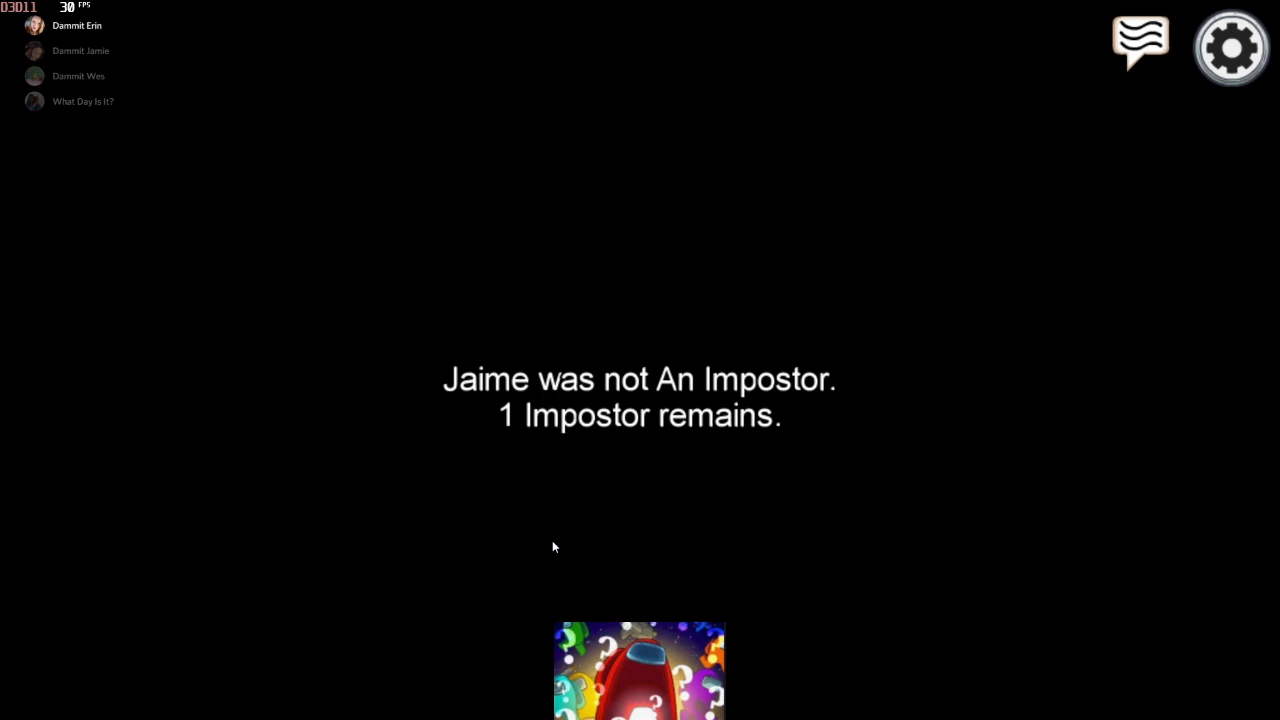 D3D11 30 FPS
Dammit Erin
Dammit Jamie
Dammit Wes
What Day Is It?
Jaime was not An Impostor.
1 Impostor remains.